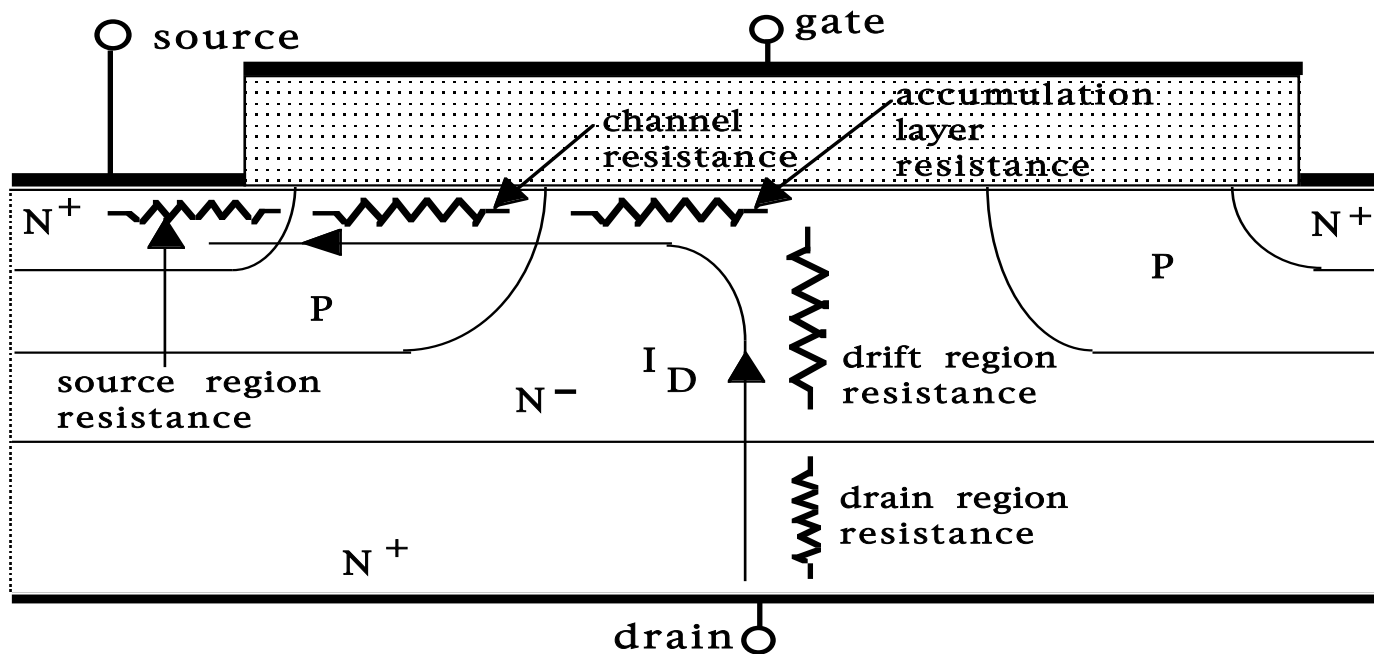 source
gate
accumulation
layer
resistance
channel
resistance
N+
N+
P
P
source region
resistance
I D
N−
drift region
resistance
drain region
resistance
N+
drain